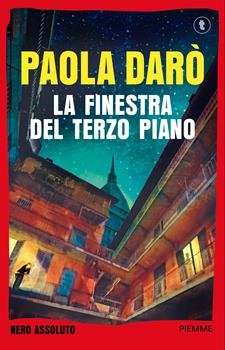 PAOLA DARÒ
LA FINESTRA
DEL TERZO PIANO
NERO ASSOLUTO
PIEMME